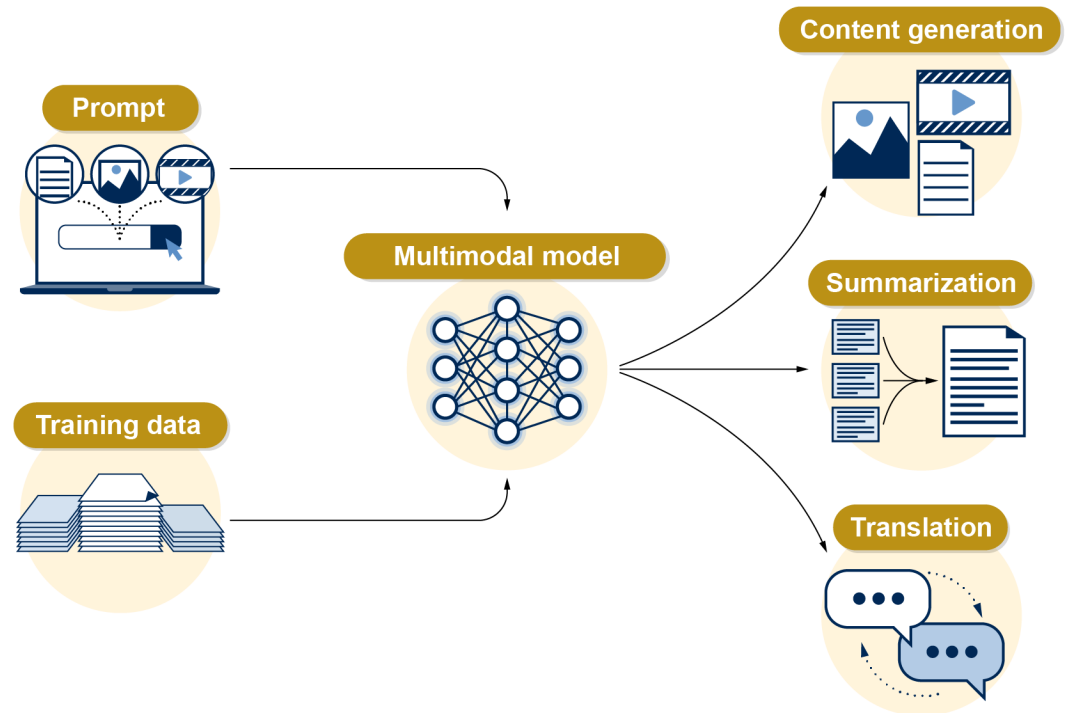 Prompt
Training data
Multimodal model
Content generation
Summarization
Translation